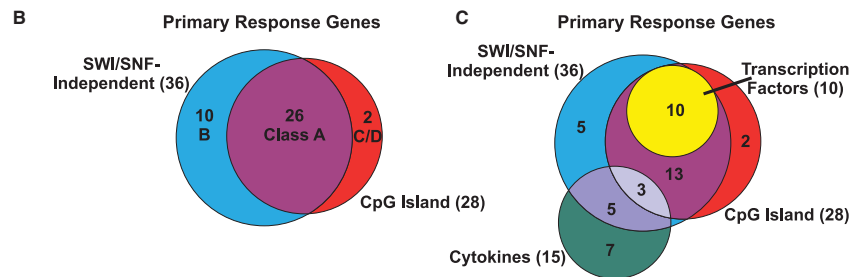 B
Primary Response Genes
SWI/SNF-
Independent (36)
10
B
26
Class A
2
C/D
CpG Island (28)
C
Primary Response Genes
SWI/SNF-
Independent (36)
Transcription
Factors (10)
10
5
2
13
3
5
CpG Island (28)
7
Cytokines (15)